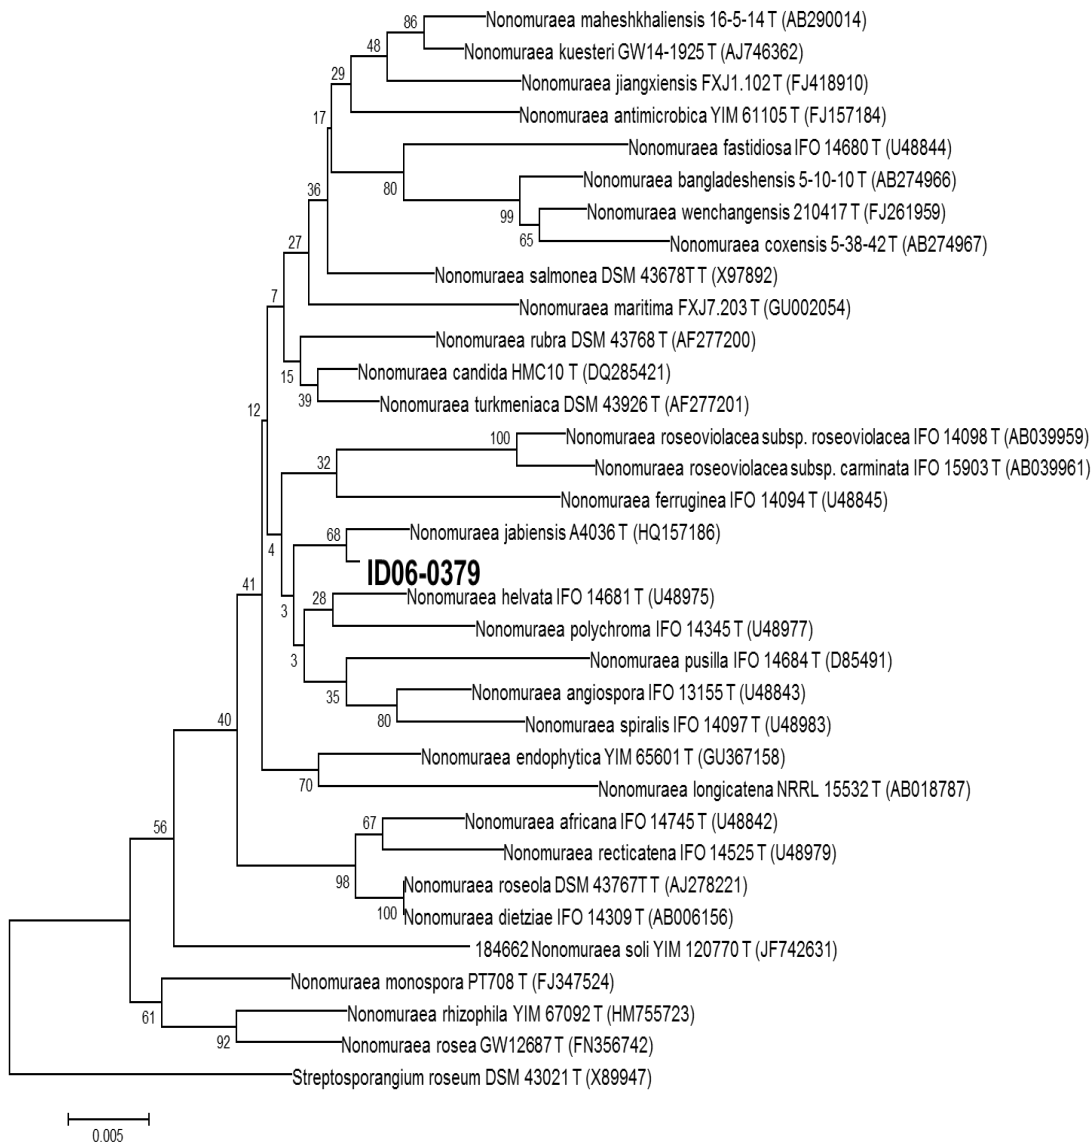 86
Nonomuraea maheshkhaliensis 16-5-14 T (AB290014)
48
Nonomuraea kuesteri GW14-1925 T (AJ746362)
29
Nonomuraea jiangxiensis FXJ1.102 T (FJ418910)
17
Nonomuraea antimicrobica YIM 61105 T (FJ157184)
Nonomuraea fastidiosa IFO 14680 T (U48844)
80
Nonomuraea bangladeshensis 5-10-10 T (AB274966)
36
99
Nonomuraea wenchangensis 210417 T (FJ261959)
65
Nonomuraea coxensis 5-38-42 T (AB274967)
27
Nonomuraea salmonea DSM 43678T T (X97892)
7
Nonomuraea maritima FXJ7.203 T (GU002054)
Nonomuraea rubra DSM 43768 T (AF277200)
15
Nonomuraea candida HMC10 T (DQ285421)
39
Nonomuraea turkmeniaca DSM 43926 T (AF277201)
12
100
Nonomuraea roseoviolacea subsp. roseoviolacea IFO 14098 T (AB039959)
32
Nonomuraea roseoviolacea subsp. carminata IFO 15903 T (AB039961)
Nonomuraea ferruginea IFO 14094 T (U48845)
4
68
Nonomuraea jabiensis A4036 T (HQ157186)
ID06-0379
41
3
28
Nonomuraea helvata IFO 14681 T (U48975)
Nonomuraea polychroma IFO 14345 T (U48977)
3
Nonomuraea pusilla IFO 14684 T (D85491)
35
Nonomuraea angiospora IFO 13155 T (U48843)
80
Nonomuraea spiralis IFO 14097 T (U48983)
40
Nonomuraea endophytica YIM 65601 T (GU367158)
70
Nonomuraea longicatena NRRL 15532 T (AB018787)
56
67
Nonomuraea africana IFO 14745 T (U48842)
Nonomuraea recticatena IFO 14525 T (U48979)
98
Nonomuraea roseola DSM 43767T T (AJ278221)
100
Nonomuraea dietziae IFO 14309 T (AB006156)
184662 Nonomuraea soli YIM 120770 T (JF742631)
Nonomuraea monospora PT708 T (FJ347524)
61
Nonomuraea rhizophila YIM 67092 T (HM755723)
92
Nonomuraea rosea GW12687 T (FN356742)
Streptosporangium roseum DSM 43021 T (X89947)
0.005